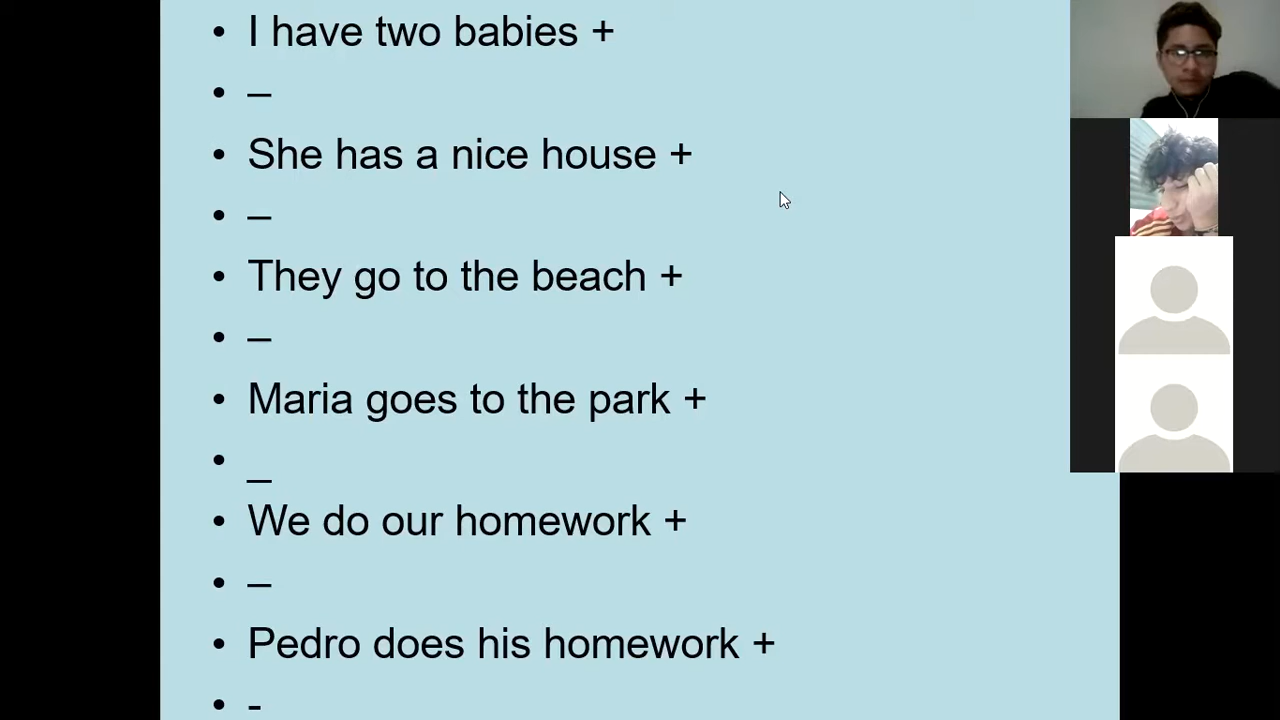 • I have two babies +
• –
• She has a nice house +
• –
• They go to the beach +
• –
• Maria goes to the park +
• _
• We do our homework +
• –
• Pedro does his homework +
• -